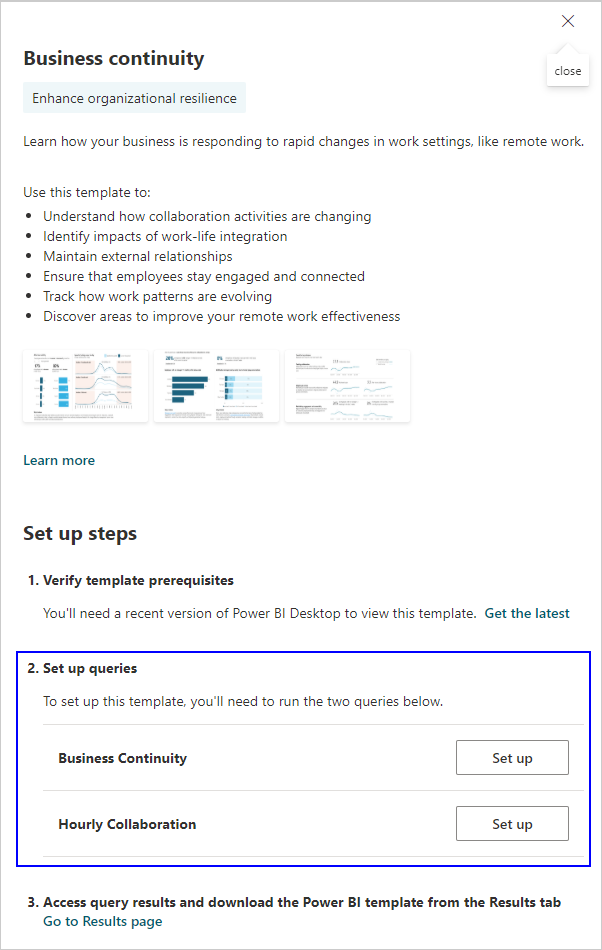 Business continuity
close
Enhance organizational resilience
Learn how your business is responding to rapid changes in work settings, like remote work.
Use this template to:
• Understand how collaboration activities are changing
• Identify impacts of work-life integration
• Maintain external relationships
• Ensure that employees stay engaged and connected
• Track how work patterns are evolving
• Discover areas to improve your remote work effectiveness
Learn more
Set up steps
1. Verify template prerequisites
You'll need a recent version of Power BI Desktop to view this template. Get the latest
2. Set up queries
To set up this template, you'll need to run the two queries below.
Business Continuity Set up
Hourly Collaboration Set up
3. Access query results and download the Power BI template from the Results tab
Go to Results page